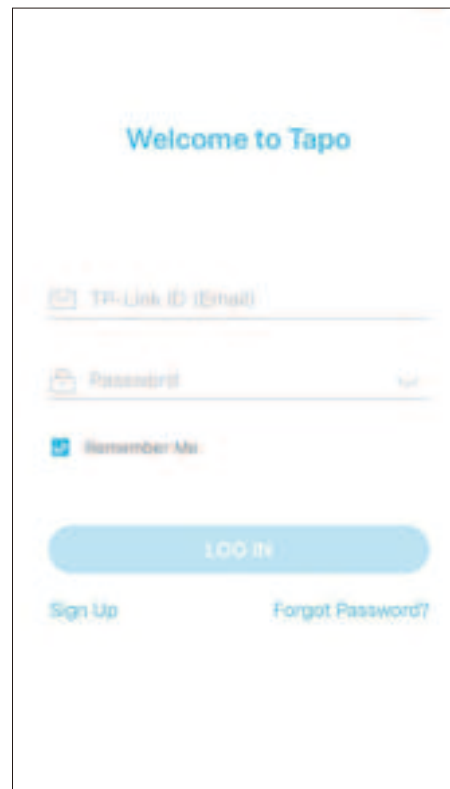 Welcome to Tapo
TP-Link ID (Email)
Password
Remember Me
LOG IN
Sign Up
Forgot Password?